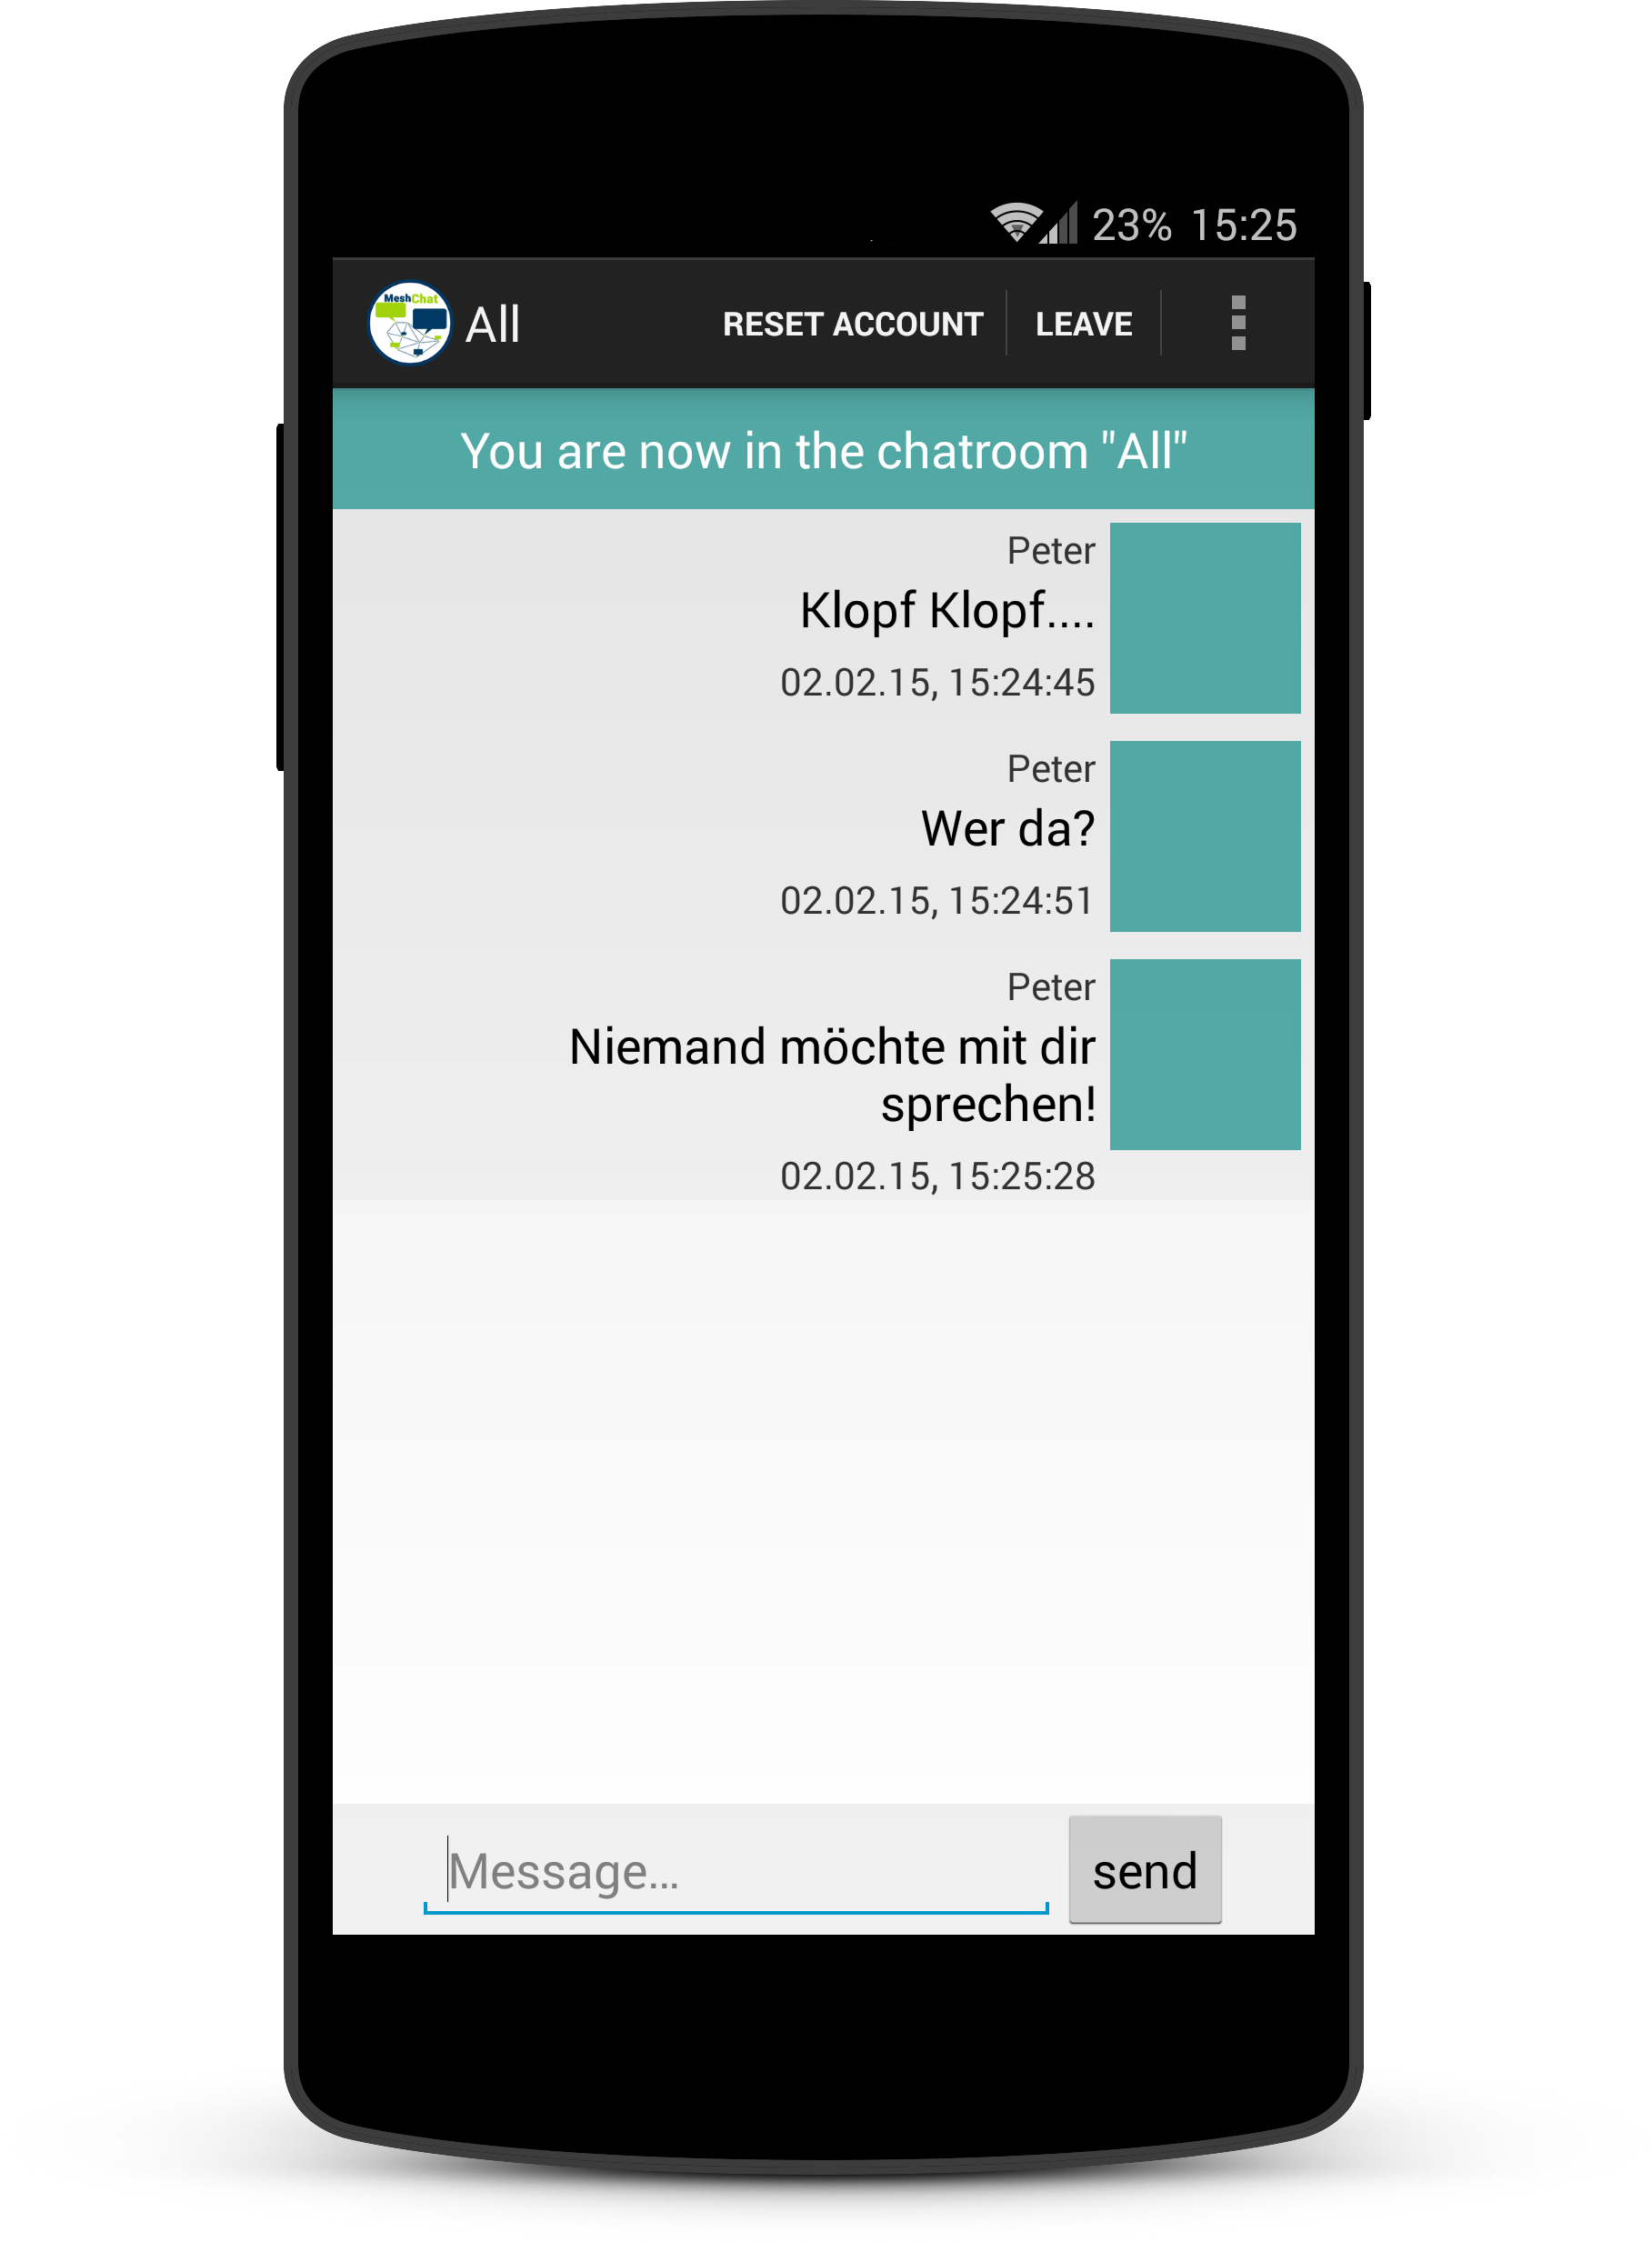 23% 15:25
MeshChat
All RESET ACCOUNT LEAVE
You are now in the chatroom "All"
Peter
Klopf Klopf....
02.02.15, 15:24:45
Peter
Wer da?
02.02.15, 15:24:51
Peter
Niemand möchte mit dir
sprechen!
02.02.15, 15:25:28
Message... send